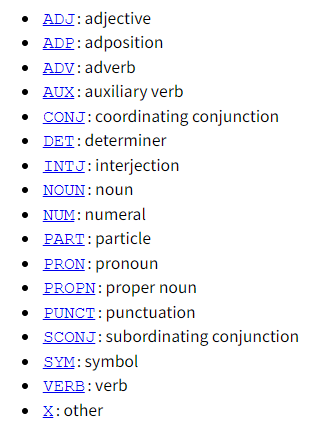 • ADJ: adjective
• ADP: adposition
• ADV: adverb
• AUX: auxiliary verb
• CONJ: coordinating conjunction
• DET: determiner
• INTJ: interjection
• NOUN: noun
• NUM: numeral
• PART: particle
• PRON: pronoun
• PROPN: proper noun
• PUNCT: punctuation
• SCONJ: subordinating conjunction
• SYM: symbol
• VERB: verb
• X: other